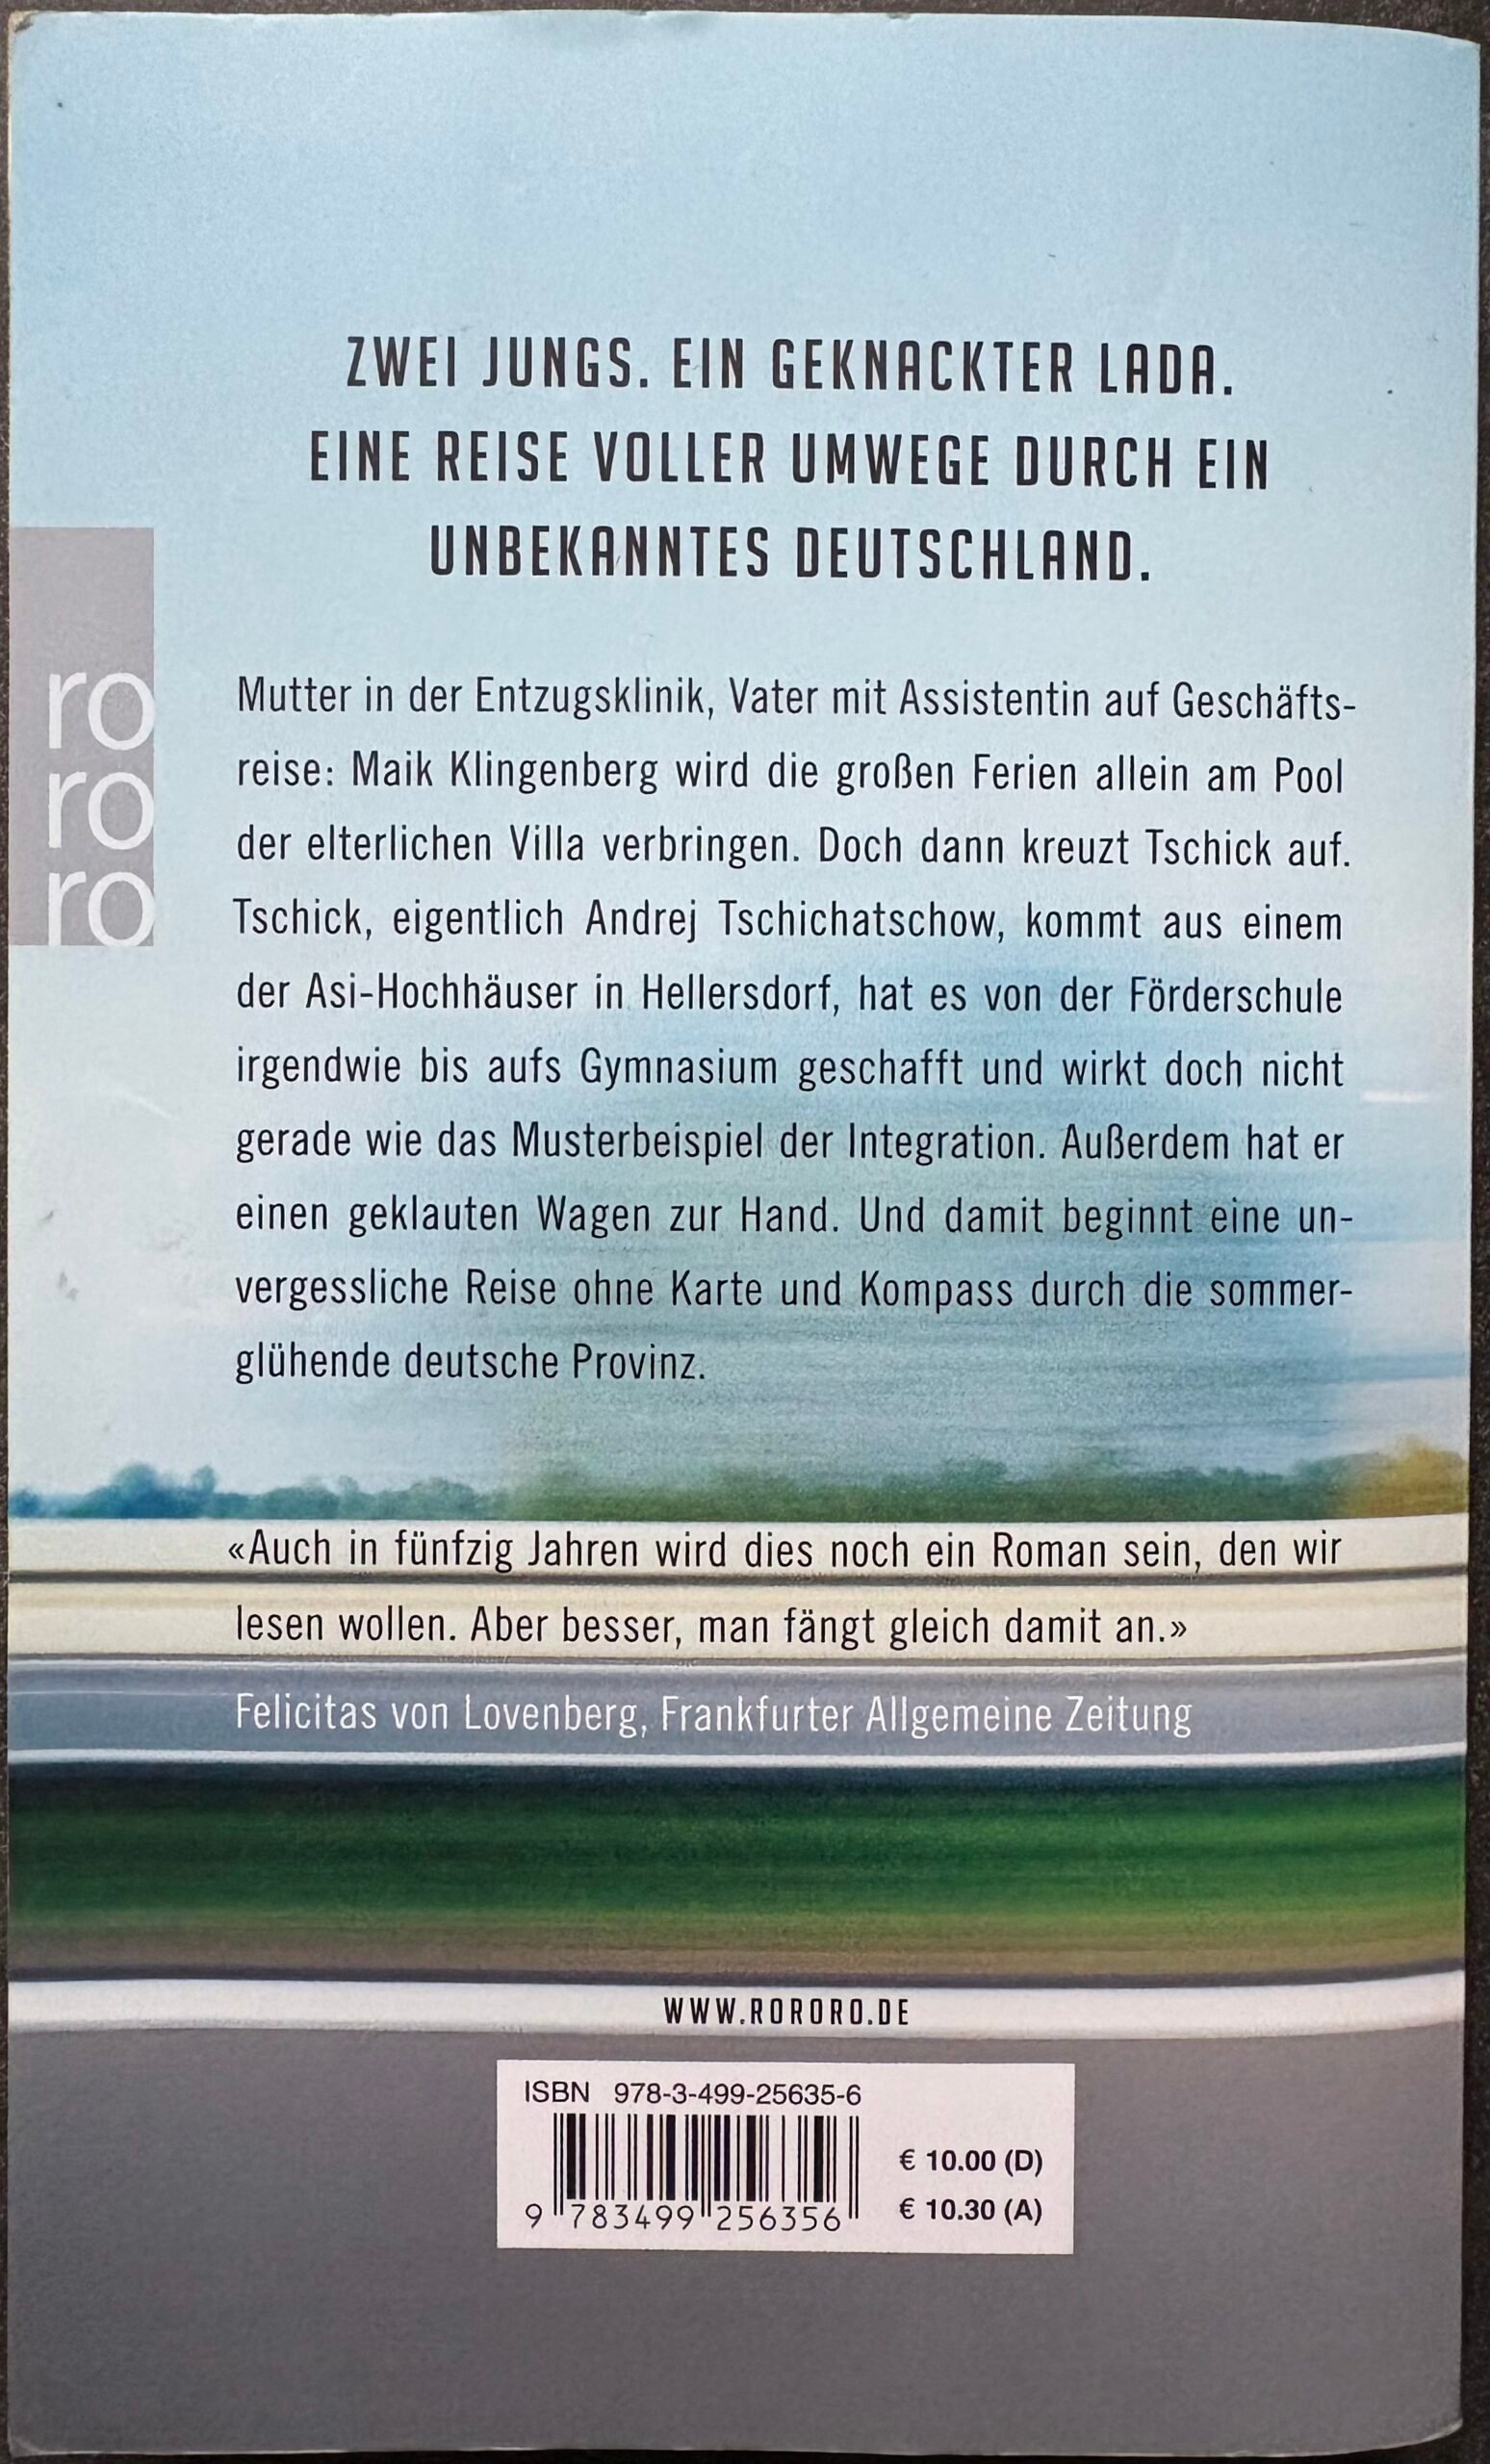 ZWEI JUNGS. EIN GEKNACKTER LADA.
EINE REISE VOLLER UMWEGE DURCH EIN
UNBEKANNTES DEUTSCHLAND.
ro
ro
ro
Mutter in der Entzugsklinik, Vater mit Assistentin auf Geschäfts-
reise: Maik Klingenberg wird die großen Ferien allein am Pool
der elterlichen Villa verbringen. Doch dann kreuzt Tschick auf.
Tschick, eigentlich Andrej Tschichatschow, kommt aus einem
der Asi-Hochhäuser in Hellersdorf, hat es von der Förderschule
irgendwie bis aufs Gymnasium geschafft und wirkt doch nicht
gerade wie das Musterbeispiel der Integration. Außerdem hat er
einen geklauten Wagen zur Hand. Und damit beginnt eine un-
vergessliche Reise ohne Karte und Kompass durch die sommer-
glühende deutsche Provinz.
«Auch in fünfzig Jahren wird dies noch ein Roman sein, den wir
lesen wollen. Aber besser, man fängt gleich damit an.»
Felicitas von Lovenberg, Frankfurter Allgemeine Zeitung
WWW.RORORO.DE
ISBN 978-3-499-25635-6
€ 10.00 (D)
€ 10.30 (A)
9 783499 256356